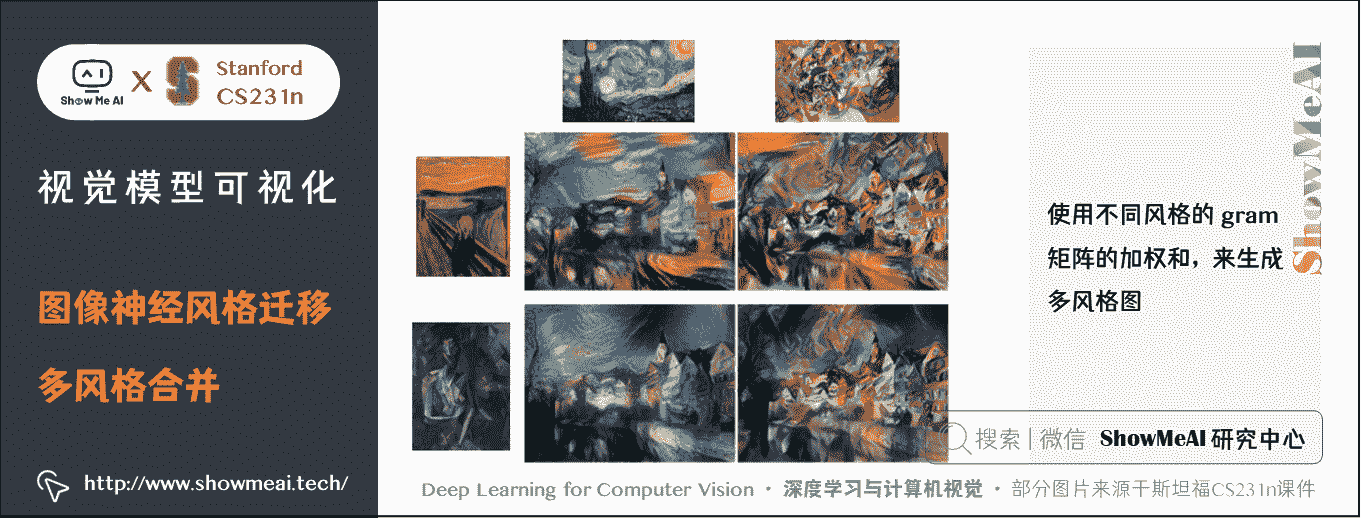 Show Me AI
X
S
Stanford
CS231n
视觉模型可视化
图像神经风格迁移
多风格合并
http://www.showmeai.tech/
使用不同风格的 gram
矩阵的加权和，来生成
多风格图
ShowMeAI
搜索 | 微信 ShowMeAI 研究中心
Deep Learning for Computer Vision · 深度学习与计算机视觉 · 部分图片来源于斯坦福CS231n课件